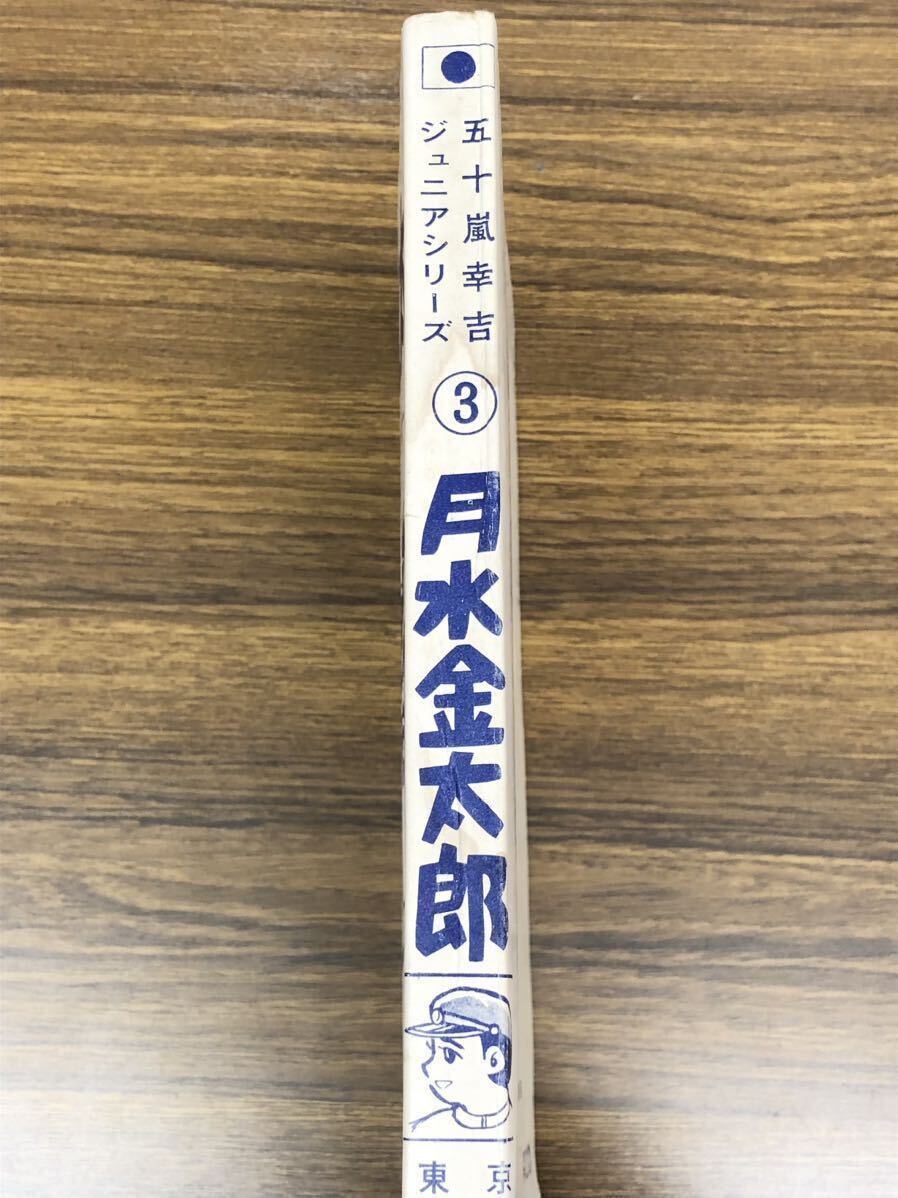 五十嵐幸吉
ジュニアシリーズ
③
月水金太郎
東京